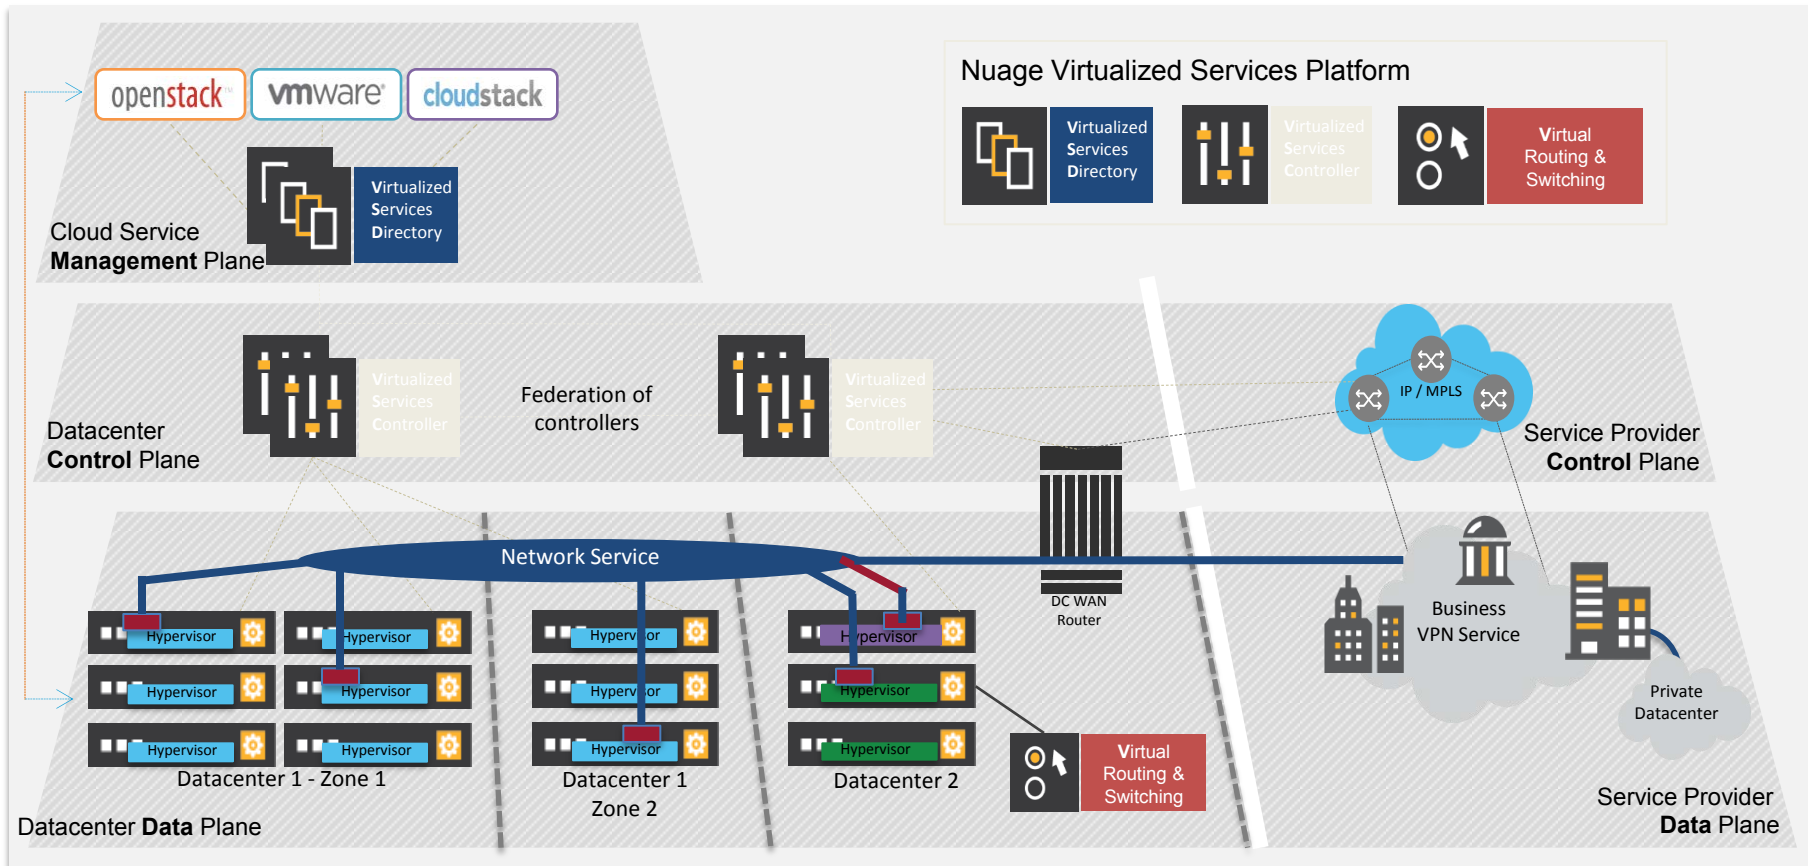 openstack™
vmware®
cloudstack
Virtualized
Services
Directory
Cloud Service
Management Plane
Nuage Virtualized Services Platform
Virtualized
Services
Directory
Virtualized
Services
Controller
Virtual
Routing &
Switching
Virtualized
Services
Controller
Federation of
controllers
Virtualized
Services
Controller
Datacenter
Control Plane
IP / MPLS
Service Provider
Control Plane
Network Service
DC WAN
Router
Business
VPN Service
Private
Datacenter
Hypervisor
Hypervisor
Hypervisor
Hypervisor
Hypervisor
Hypervisor
Hypervisor
Hypervisor
Hypervisor
Hypervisor
Hypervisor
Hypervisor
Datacenter 1 - Zone 1
Datacenter 1
Zone 2
Datacenter 2
Virtual
Routing &
Switching
Datacenter Data Plane
Service Provider
Data Plane